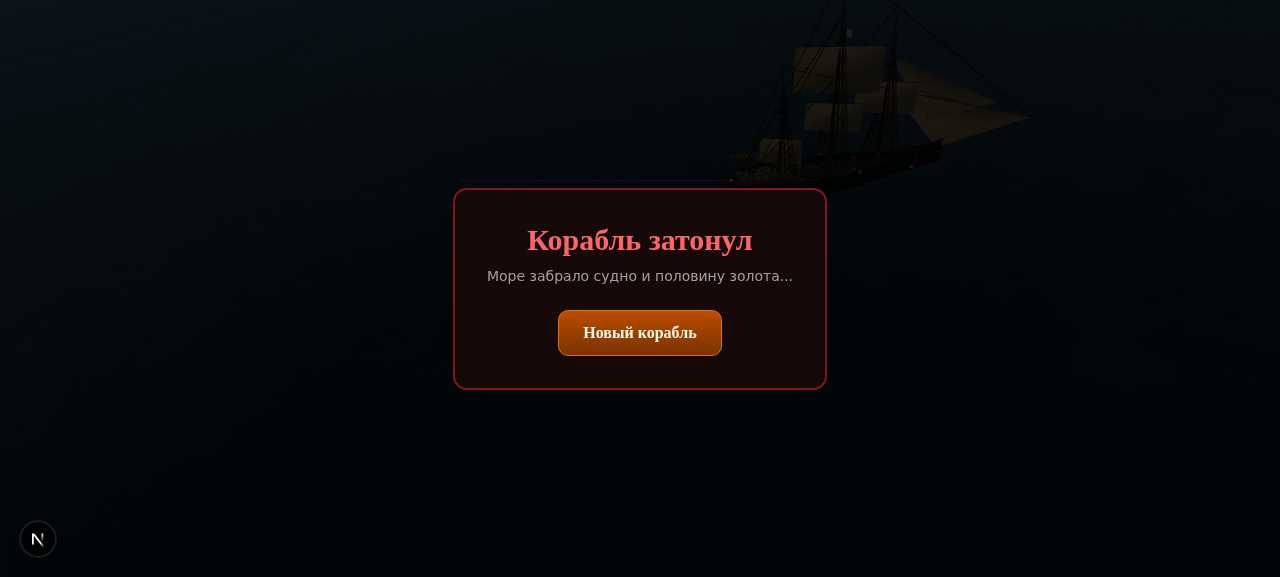 Корабль затонул
Море забрало судно и половину золота...
Новый корабль
N